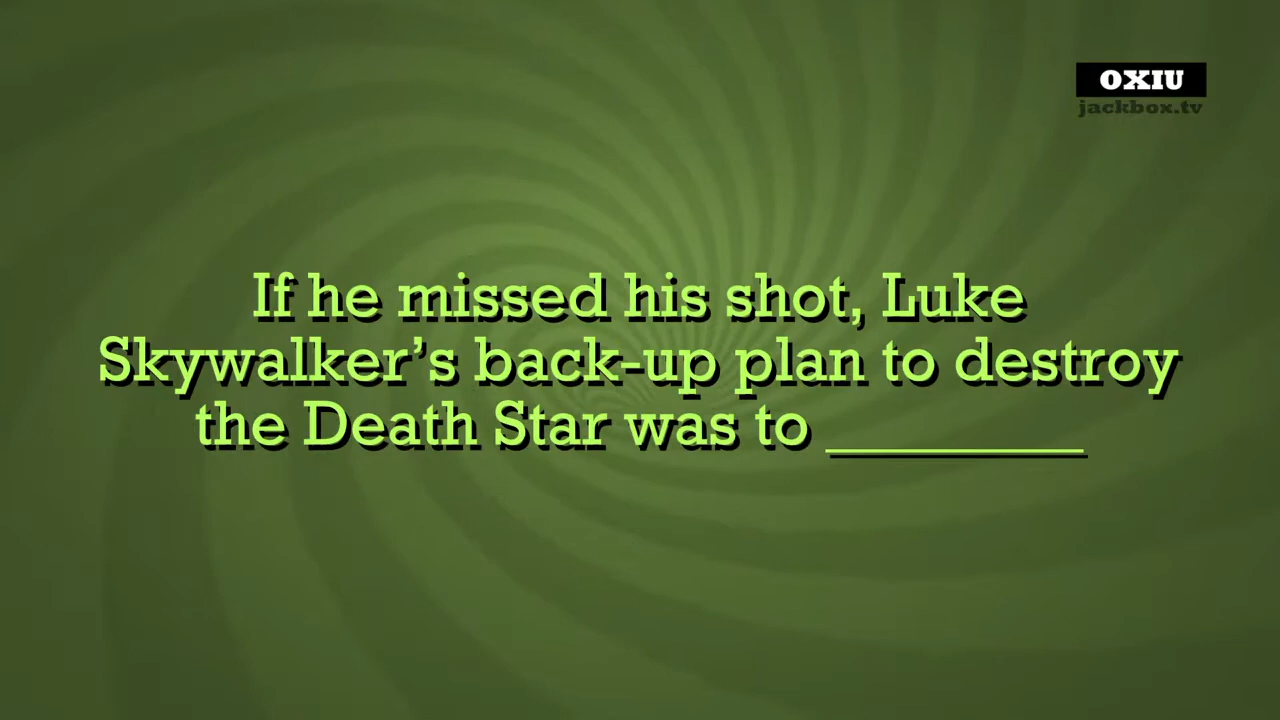 OXIU
jackbox.tv
If he missed his shot, Luke
Skywalker’s back-up plan to destroy
the Death Star was to _________